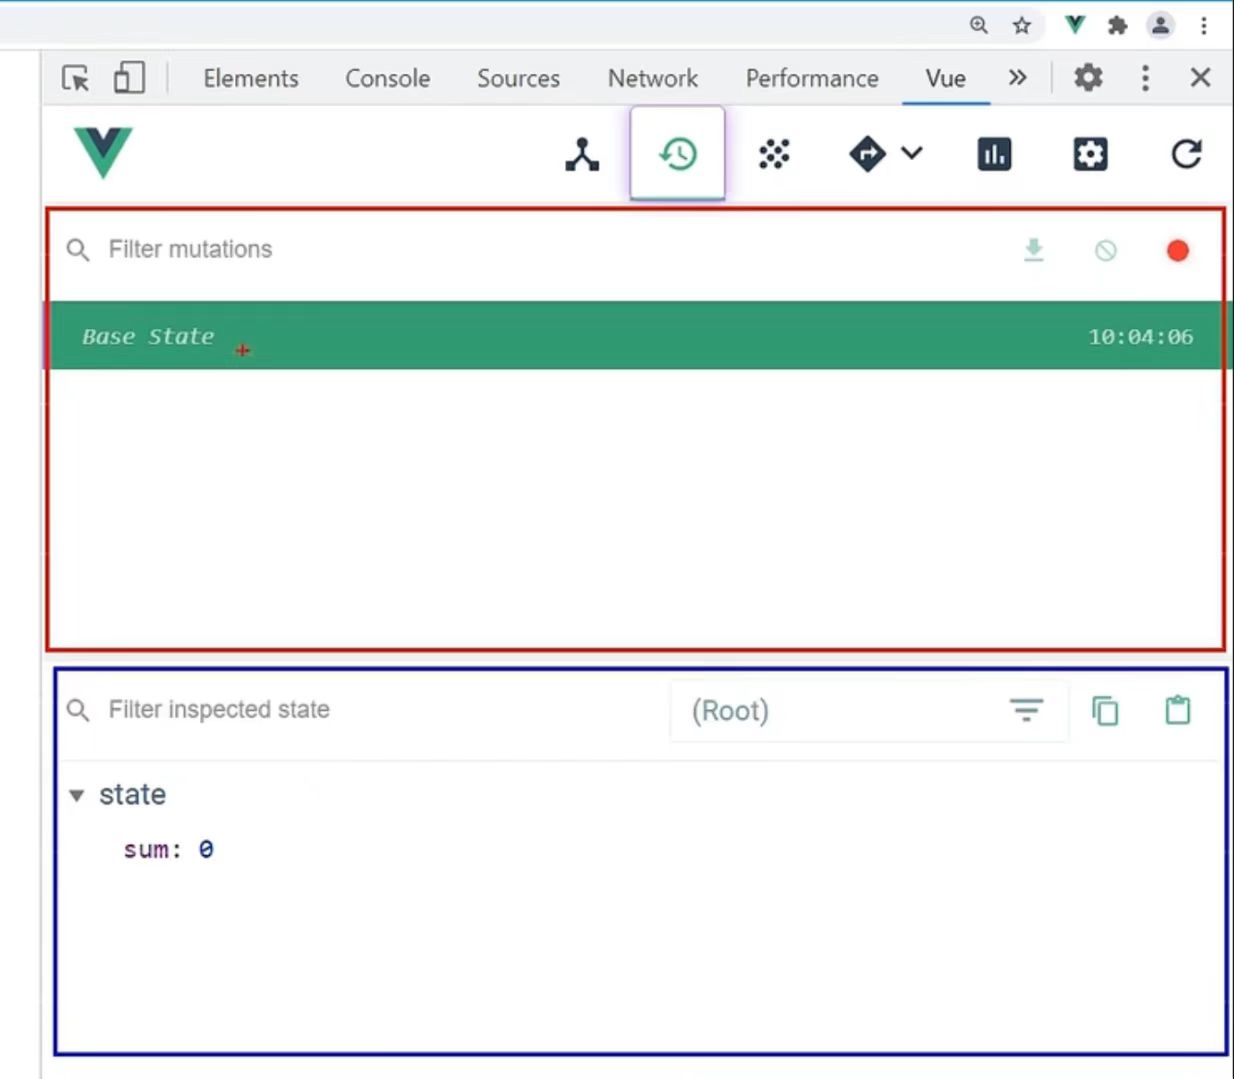 Elements Console Sources Network Performance Vue
Filter mutations
Base State 10:04:06
Filter inspected state (Root)
state
sum: 0